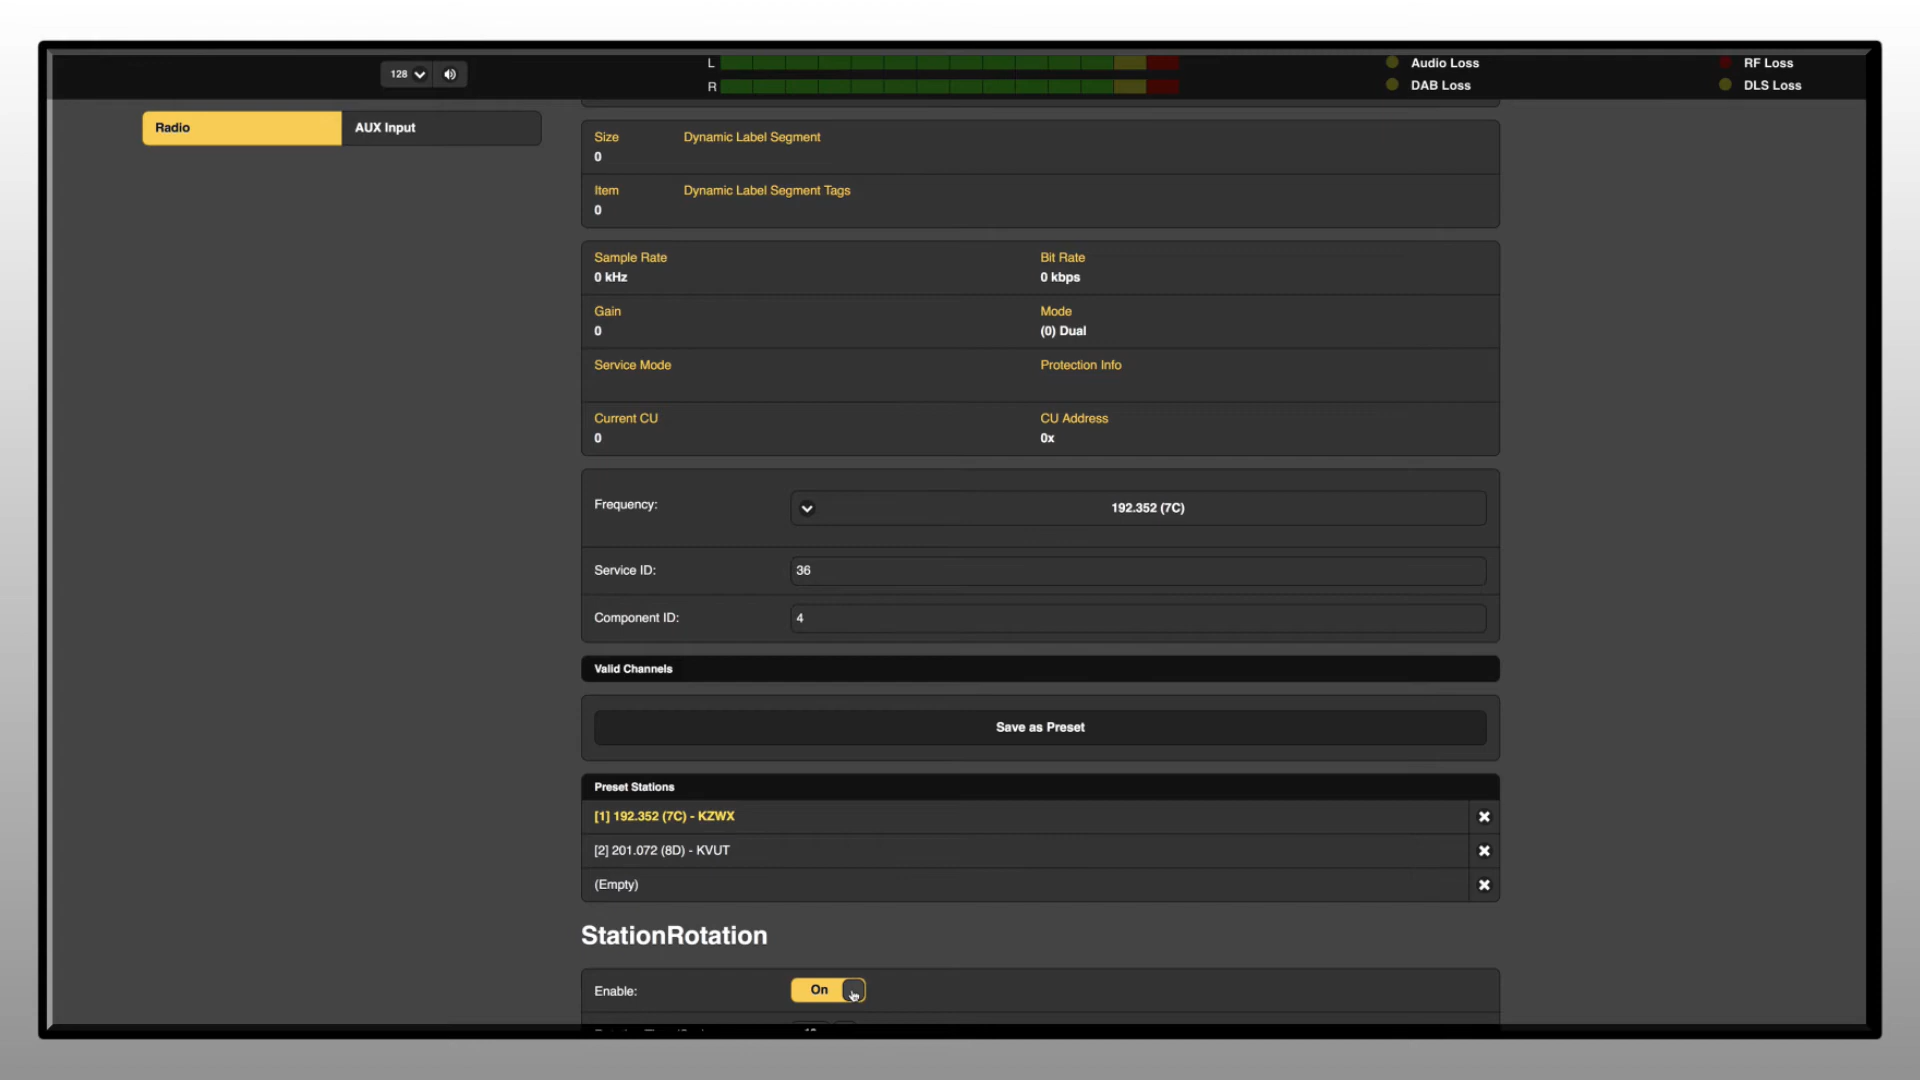 128
L
R
Audio Loss
DAB Loss
RF Loss
DLS Loss
Radio
AUX Input
Size
Dynamic Label Segment
0
Item
Dynamic Label Segment Tags
0
Sample Rate
0 kHz
Bit Rate
0 kbps
Gain
0
Mode
(0) Dual
Service Mode
Protection Info
Current CU
0
CU Address
0x
Frequency:
192.352 (7C)
Service ID:
36
Component ID:
4
Valid Channels
Save as Preset
Preset Stations
[1] 192.352 (7C) - KZWX
[2] 201.072 (8D) - KVUT
(Empty)
StationRotation
Enable:
On